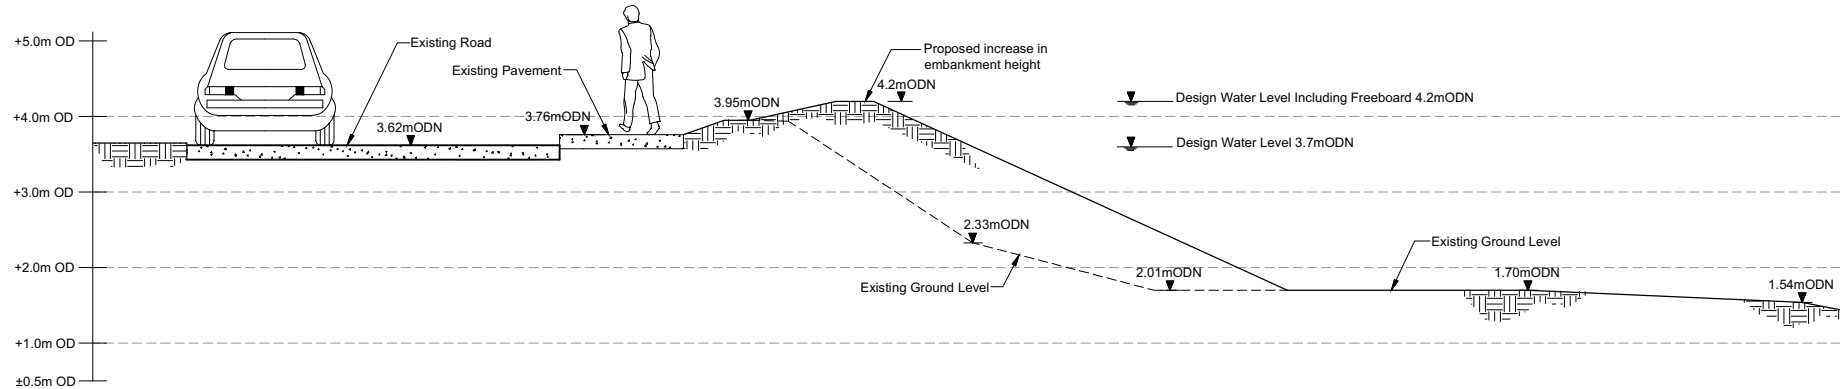 +5.0m OD
Existing Road
Proposed increase in
embankment height
Existing Pavement
4.2mODN
Design Water Level Including Freeboard 4.2mODN
3.95mODN
+4.0m OD
3.76mODN
3.62mODN
Design Water Level 3.7mODN
+3.0m OD
2.33mODN
Existing Ground Level
+2.0m OD
2.01mODN
1.70mODN
Existing Ground Level
1.54mODN
+1.0m OD
±0.5m OD